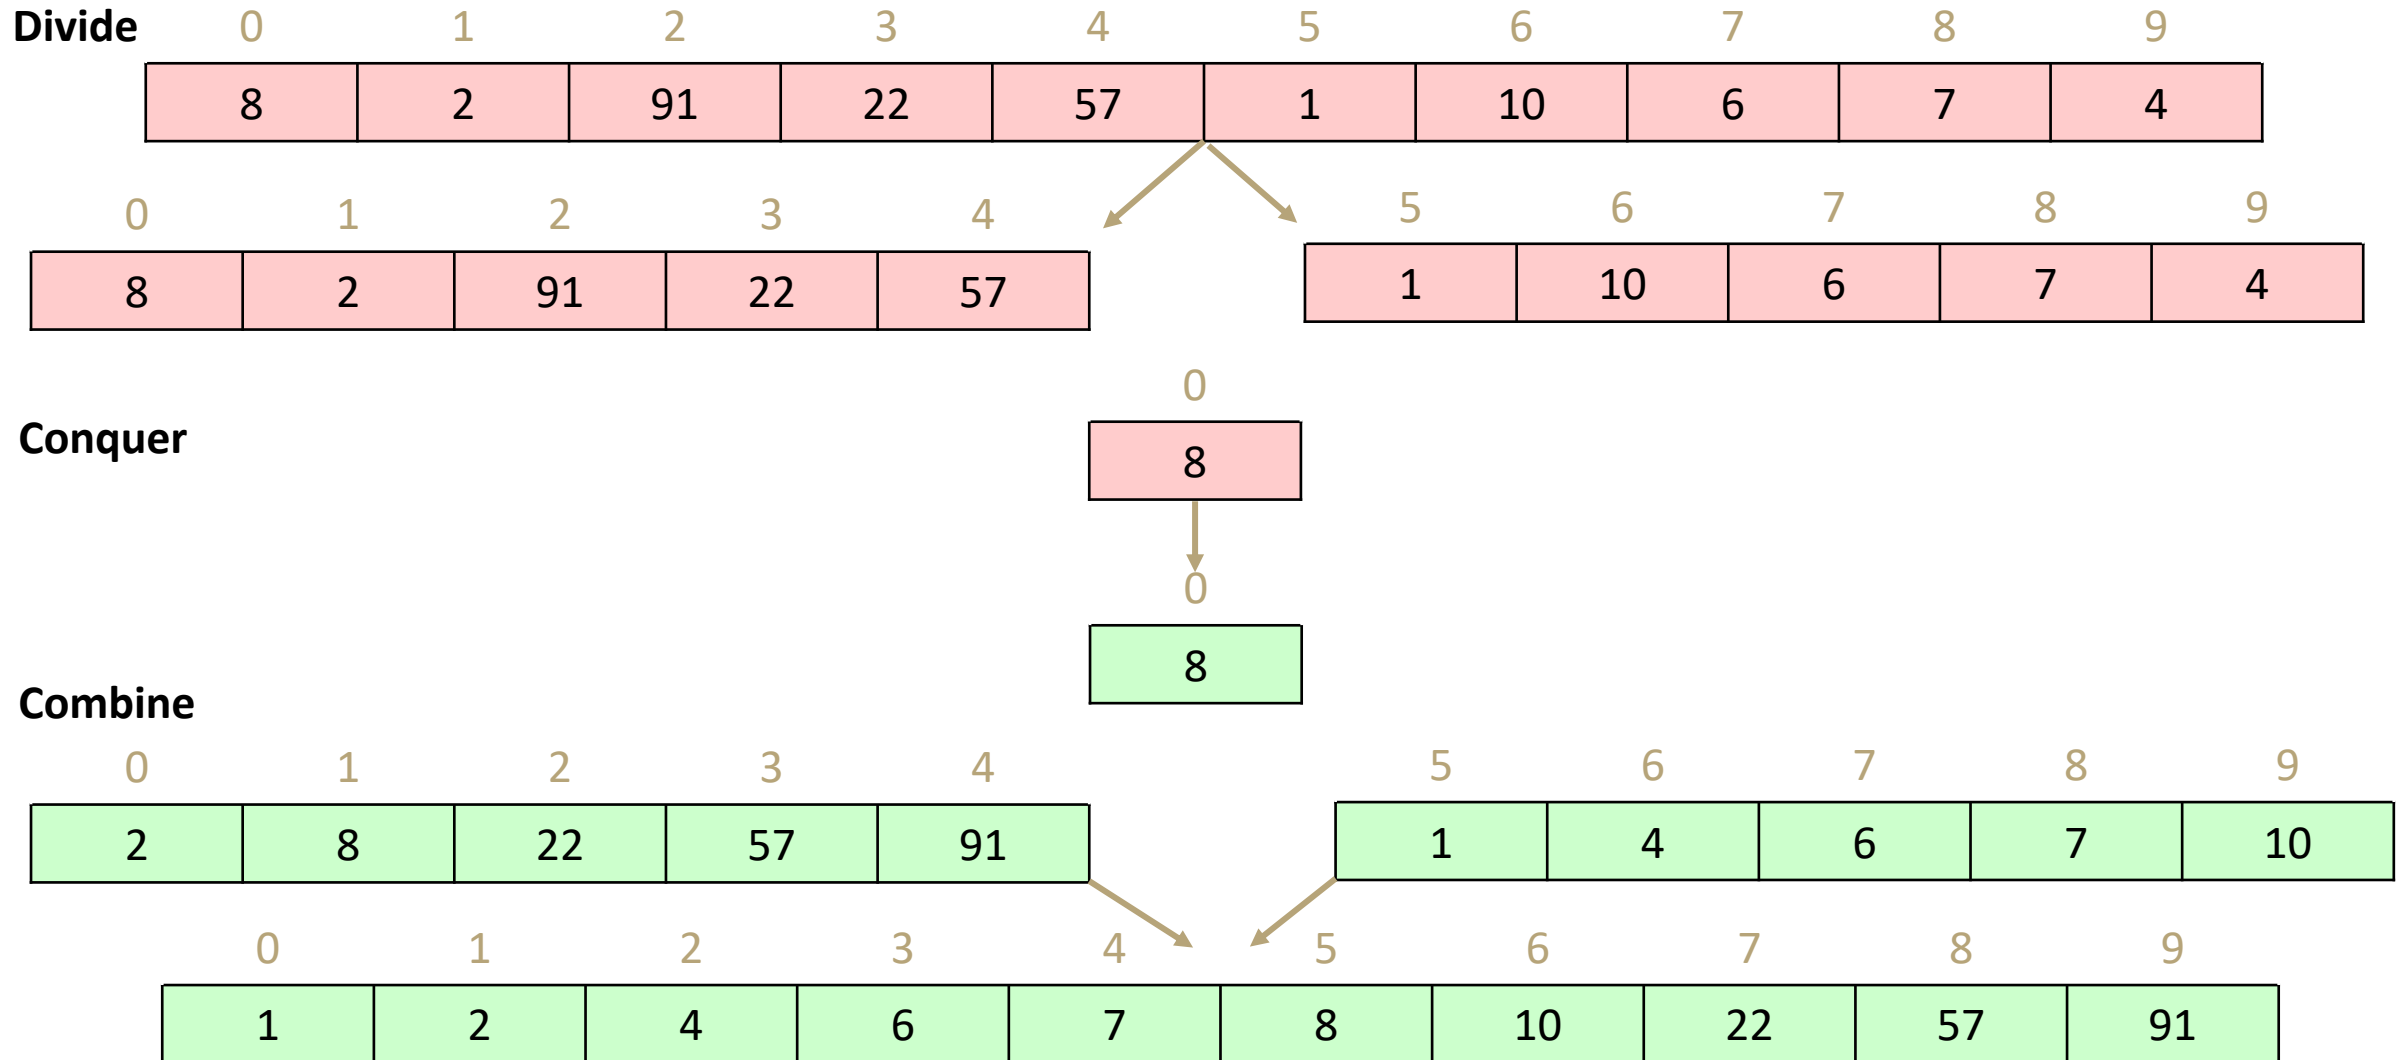 Divide 0 1 2 3 4 5 6 7 8 9
8 2 91 22 57 1 10 6 7 4
0 1 2 3 4 5 6 7 8 9
8 2 91 22 57 1 10 6 7 4
0
Conquer
8
0
8
Combine
0 1 2 3 4 5 6 7 8 9
2 8 22 57 91 1 4 6 7 10
0 1 2 3 4 5 6 7 8 9
1 2 4 6 7 8 10 22 57 91